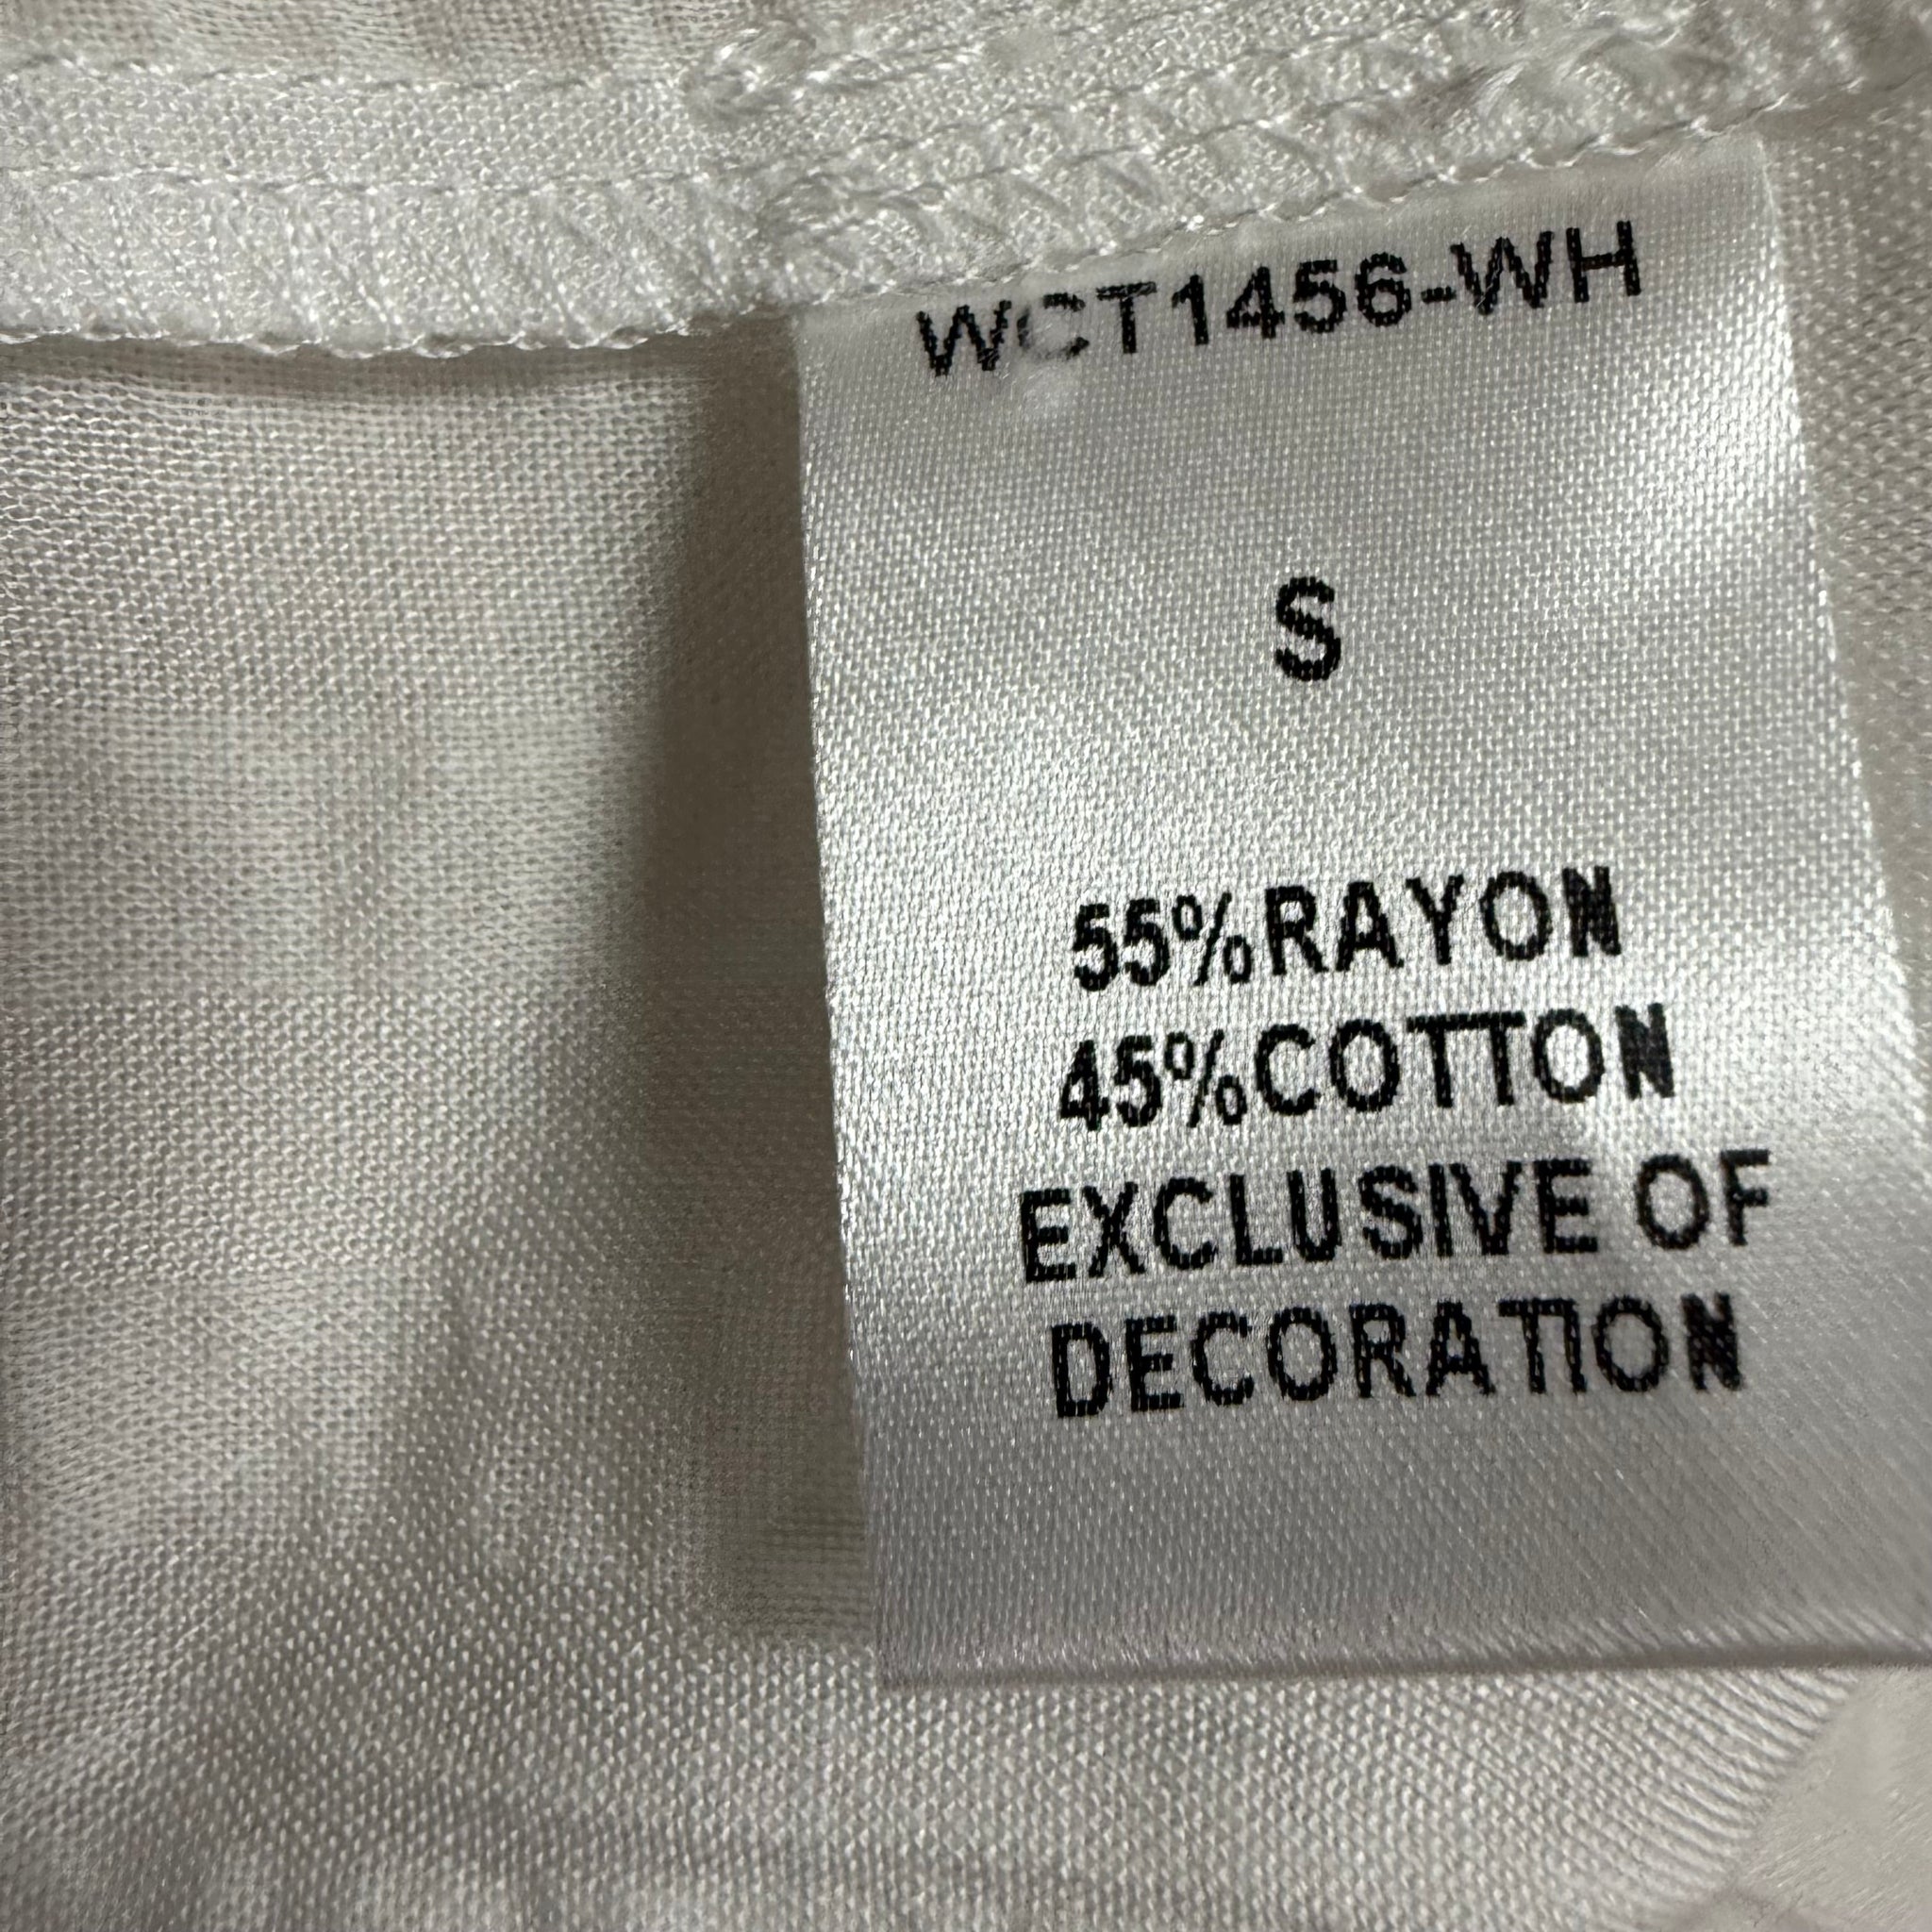 WCT1456-WH
S
55%RAYON
45%COTTON
EXCLUSIVE OF
DECORATION